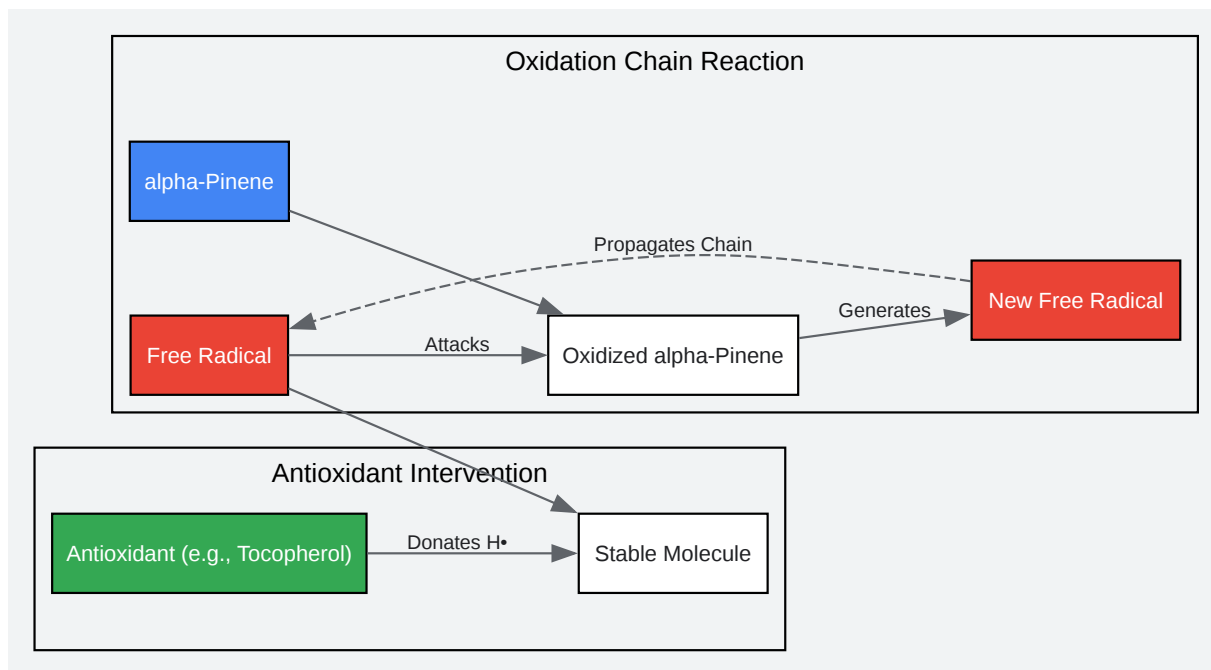 Oxidation Chain Reaction
alpha-Pinene
Propagates Chain
New Free Radical
Generates
Free Radical
Attacks
Oxidized alpha-Pinene
Antioxidant Intervention
Antioxidant (e.g., Tocopherol)
Donates H•
Stable Molecule